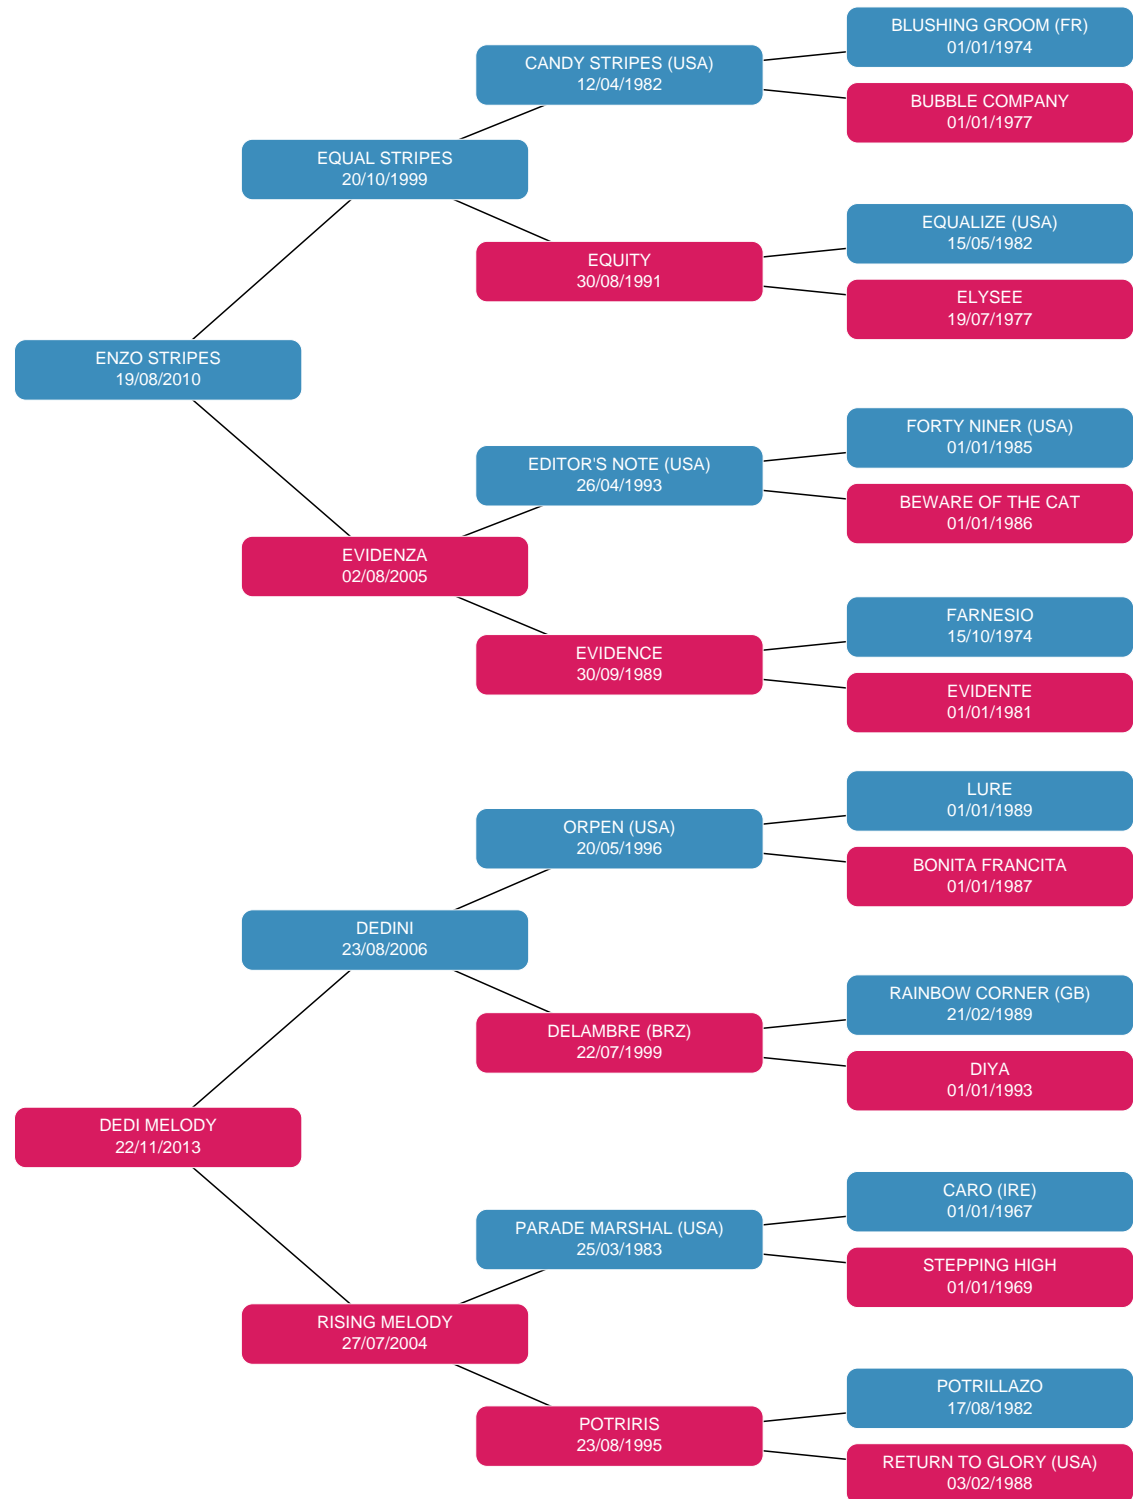 BLUSHING GROOM (FR)
01/01/1974
CANDY STRIPES (USA)
12/04/1982
BUBBLE COMPANY
01/01/1977
EQUAL STRIPES
20/10/1999
EQUALIZE (USA)
15/05/1982
EQUITY
30/08/1991
ELYSEE
19/07/1977
ENZO STRIPES
19/08/2010
FORTY NINER (USA)
01/01/1985
EDITOR'S NOTE (USA)
26/04/1993
BEWARE OF THE CAT
01/01/1986
EVIDENZA
02/08/2005
FARNESIO
15/10/1974
EVIDENCE
30/09/1989
EVIDENTE
01/01/1981
LURE
01/01/1989
ORPEN (USA)
20/05/1996
BONITA FRANCITA
01/01/1987
DEDINI
23/08/2006
RAINBOW CORNER (GB)
21/02/1989
DELAMBRE (BRZ)
22/07/1999
DIYA
01/01/1993
DEDI MELODY
22/11/2013
CARO (IRE)
01/01/1967
PARADE MARSHAL (USA)
25/03/1983
STEPPING HIGH
01/01/1969
RISING MELODY
27/07/2004
POTRILLAZO
17/08/1982
POTRIRIS
23/08/1995
RETURN TO GLORY (USA)
03/02/1988